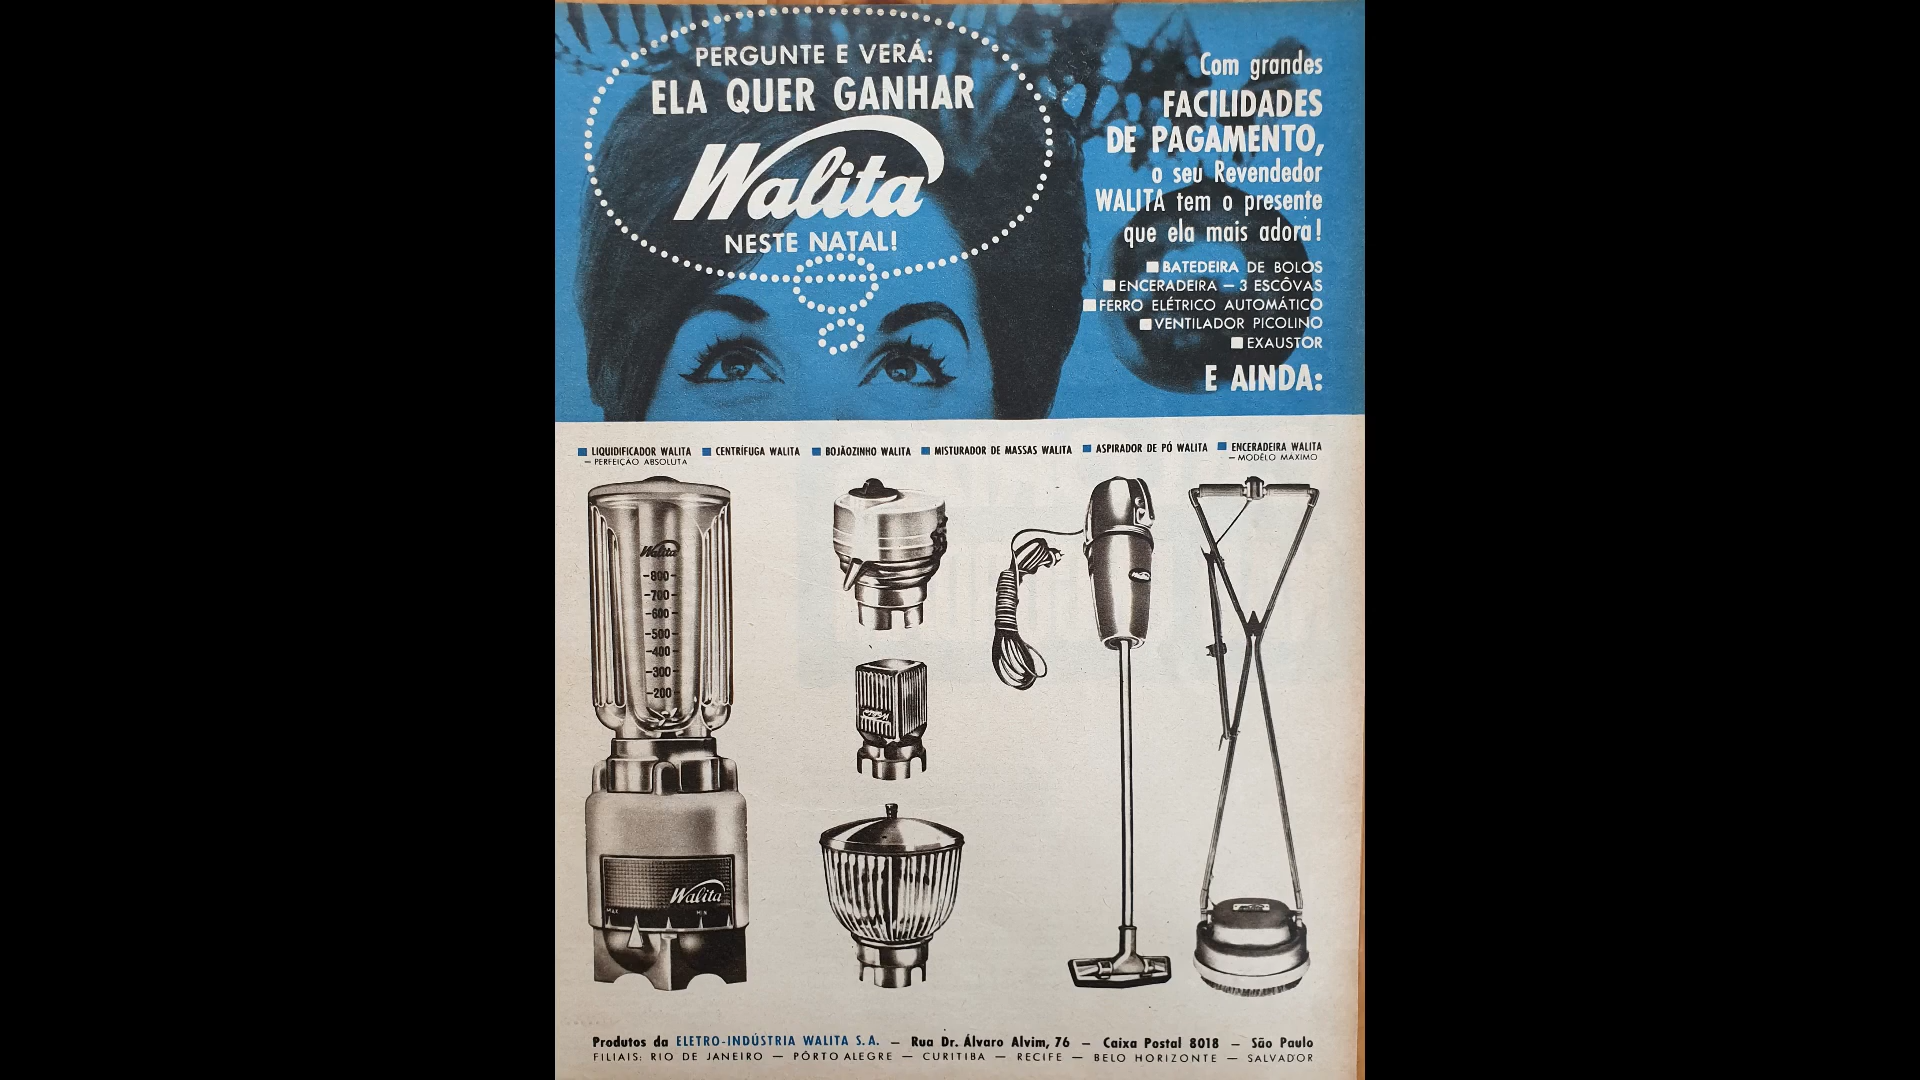 PERGUNTE E VERÁ:
ELA QUER GANHAR
Walita
NESTE NATAL!
Com grandes
FACILIDADES
DE PAGAMENTO,
o seu Revendedor
WALITA tem o presente
que ela mais adora!
BATEDEIRA DE BOLOS
ENCERADEIRA — 3 ESCÔVAS
FERRO ELÉTRICO AUTOMÁTICO
VENTILADOR PICOLINO
EXAUSTOR
E AINDA:
LIQUIDIFICADOR WALITA
— PERFEIÇÃO ABSOLUTA
CENTRÍFUGA WALITA
BOJÃOZINHO WALITA
MISTURADOR DE MASSAS WALITA
ASPIRADOR DE PÓ WALITA
ENCERADEIRA WALITA
— MODÊLO MÁXIMO
Walita
-800-
-700-
-600-
-500-
-400-
-300-
-200-
Walita
MAX MIN
Produtos da ELETRO-INDÚSTRIA WALITA S.A. — Rua Dr. Álvaro Alvim, 76 — Caixa Postal 8018 — São Paulo
FILIAIS: RIO DE JANEIRO — PÔRTO ALEGRE — CURITIBA — RECIFE — BELO HORIZONTE — SALVADOR